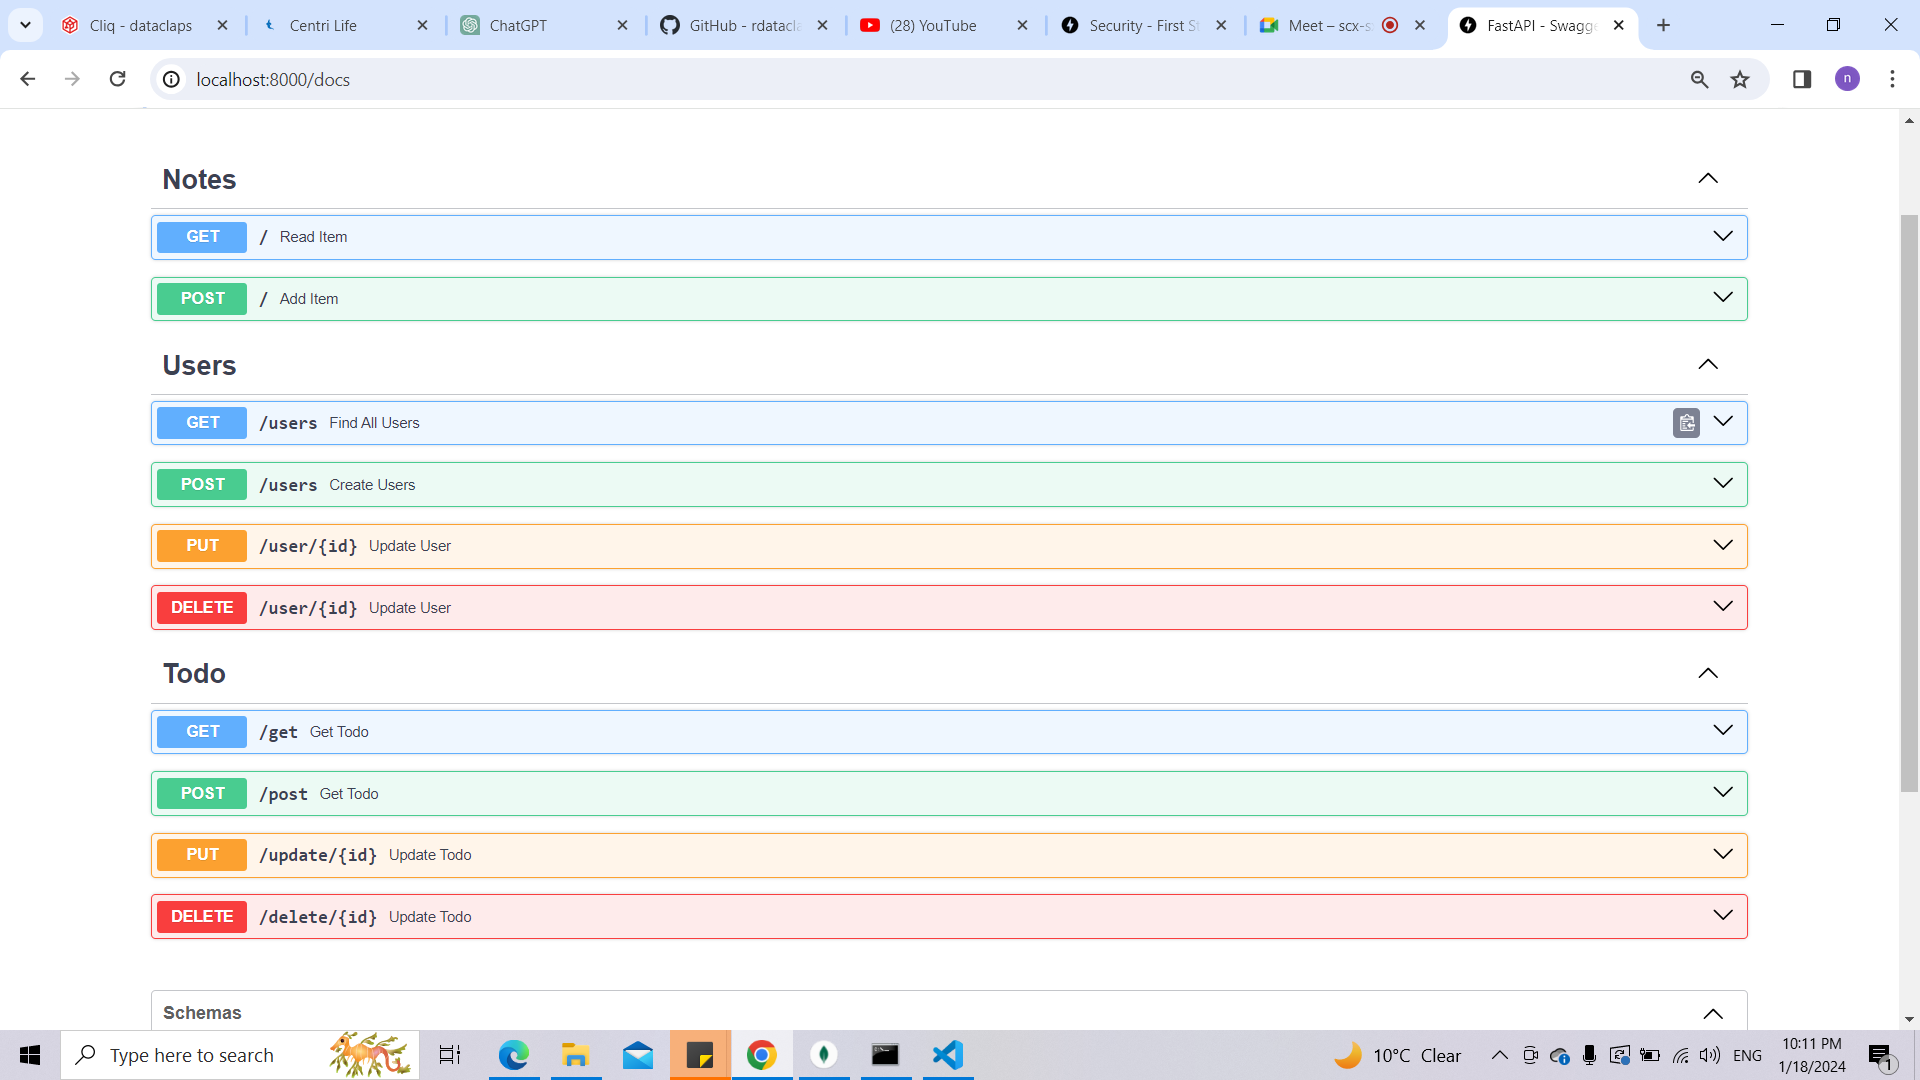 Cliq - dataclaps
Centri Life
ChatGPT
GitHub - rdatacla
(28) YouTube
Security - First St
Meet – scx-s
FastAPI - Swagge
localhost:8000/docs
n
Notes
GET / Read Item
POST / Add Item
Users
GET /users Find All Users
POST /users Create Users
PUT /user/{id} Update User
DELETE /user/{id} Update User
Todo
GET /get Get Todo
POST /post Get Todo
PUT /update/{id} Update Todo
DELETE /delete/{id} Update Todo
Schemas
Type here to search
10°C Clear
ENG
10:11 PM
1/18/2024
1